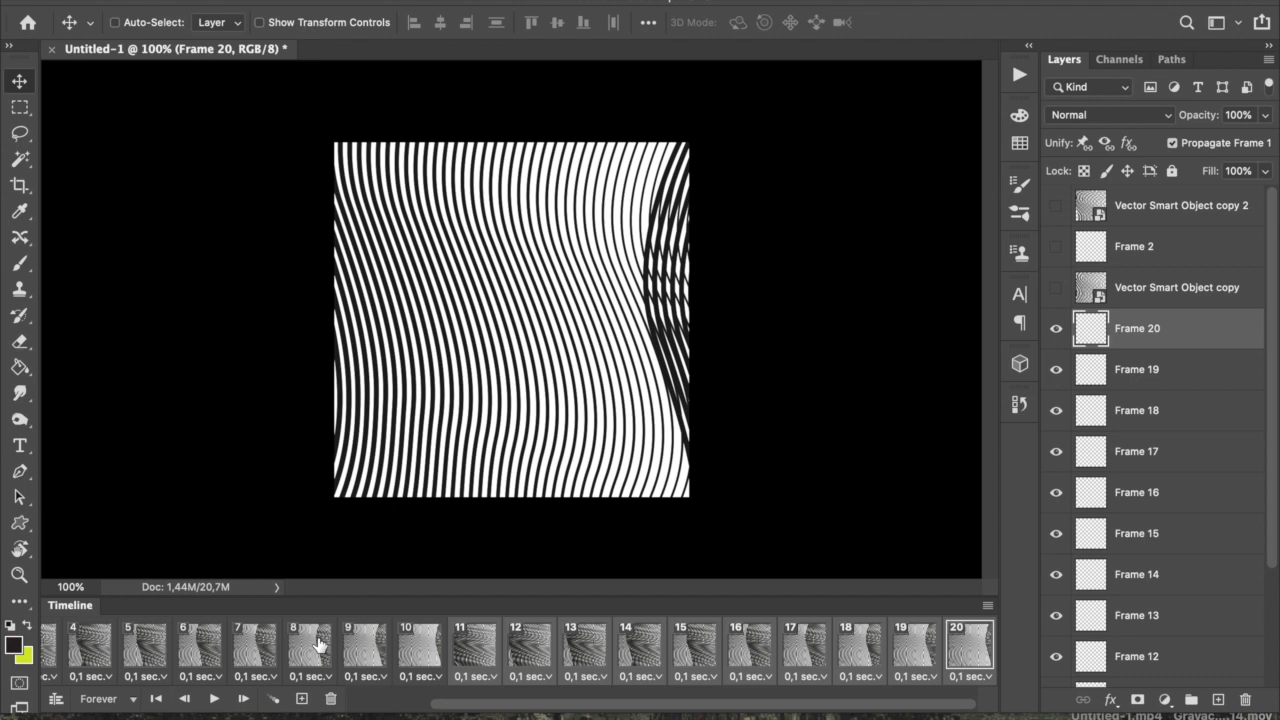 Auto-Select: Layer Show Transform Controls 3D Mode:
Untitled-1 @ 100% (Frame 20, RGB/8) *
Layers Channels Paths
Kind
Normal Opacity: 100%
Unify: Propagate Frame 1
Lock: Fill: 100%
Vector Smart Object copy 2
Frame 2
Vector Smart Object copy
Frame 20
Frame 19
Frame 18
Frame 17
Frame 16
Frame 15
Frame 14
Frame 13
Frame 12
100% Doc: 1,44M/20,7M
Timeline
4 5 6 7 8 9 10 11 12 13 14 15 16 17 18 19 20
0,1 sec. 0,1 sec. 0,1 sec. 0,1 sec. 0,1 sec. 0,1 sec. 0,1 sec. 0,1 sec. 0,1 sec. 0,1 sec. 0,1 sec. 0,1 sec. 0,1 sec. 0,1 sec. 0,1 sec. 0,1 sec. 0,1 sec.
Forever